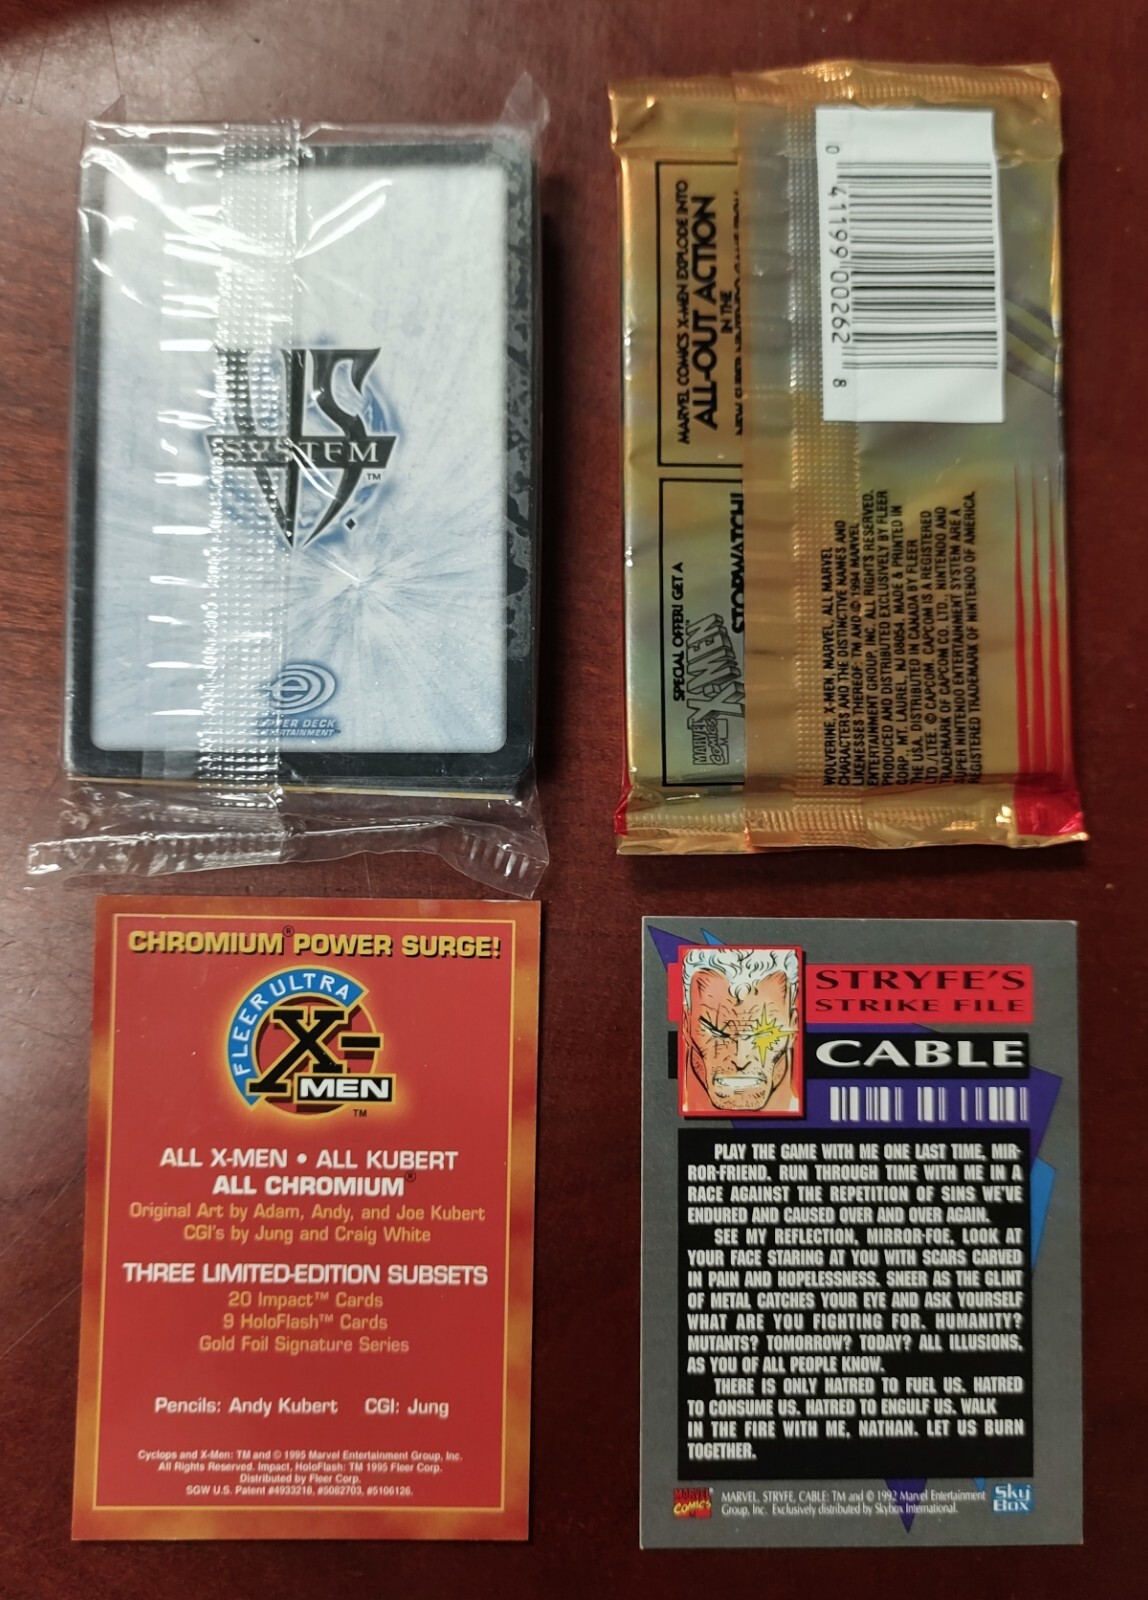 VS
SYSTEM
TM
e
UPPER DECK
ENTERTAINMENT™
MARVEL COMICS X-MEN EXPLODE INTO
ALL-OUT ACTION
IN THE
SPECIAL OFFER! GET A
MARVEL
COMICS
X-MEN
STOPWATCH!
0 41199 00262 8
WOLVERINE, X-MEN, MARVEL, ALL MARVEL
CHARACTERS AND THE DISTINCTIVE NAMES AND
LIKENESSES THEREOF: TM AND © 1994 MARVEL
ENTERTAINMENT GROUP, INC. ALL RIGHTS RESERVED.
PRODUCED AND DISTRIBUTED EXCLUSIVELY BY FLEER
CORP., MT. LAUREL, NJ 08054. MADE & PRINTED IN
THE USA. DISTRIBUTED IN CANADA BY FLEER
LTD./LTEE. © CAPCOM. CAPCOM IS A REGISTERED
TRADEMARK OF CAPCOM CO. LTD., NINTENDO AND
SUPER NINTENDO ENTERTAINMENT SYSTEM ARE A
REGISTERED TRADEMARK OF NINTENDO OF AMERICA.
CHROMIUM® POWER SURGE!
FLEER ULTRA
X-
MEN
TM
ALL X-MEN • ALL KUBERT
ALL CHROMIUM®
Original Art by Adam, Andy, and Joe Kubert
CGI's by Jung and Craig White
THREE LIMITED-EDITION SUBSETS
20 Impact™ Cards
9 HoloFlash™ Cards
Gold Foil Signature Series
Pencils: Andy Kubert CGI: Jung
Cyclops and X-Men: TM and © 1995 Marvel Entertainment Group, Inc.
All Rights Reserved. Impact, HoloFlash: TM 1995 Fleer Corp.
Distributed by Fleer Corp.
SGW U.S. Patent #4933218, #5082703, #5106126.
STRYFE'S
STRIKE FILE
CABLE
PLAY THE GAME WITH ME ONE LAST TIME, MIR-
ROR-FRIEND. RUN THROUGH TIME WITH ME IN A
RACE AGAINST THE REPETITION OF SINS WE'VE
ENDURED AND CAUSED OVER AND OVER AGAIN.
SEE MY REFLECTION, MIRROR-FOE, LOOK AT
YOUR FACE STARING AT YOU WITH SCARS CARVED
IN PAIN AND HOPELESSNESS. SNEER AS THE GLINT
OF METAL CATCHES YOUR EYE AND ASK YOURSELF
WHAT ARE YOU FIGHTING FOR. HUMANITY?
MUTANTS? TOMORROW? TODAY? ALL ILLUSIONS,
AS YOU OF ALL PEOPLE KNOW.
THERE IS ONLY HATRED TO FUEL US. HATRED
TO CONSUME US. HATRED TO ENGULF US. WALK
IN THE FIRE WITH ME, NATHAN. LET US BURN
TOGETHER.
MARVEL
COMICS
MARVEL, STRYFE, CABLE: TM and © 1992 Marvel Entertainment
Group, Inc. Exclusively distributed by Skybox International.
Sky
Box